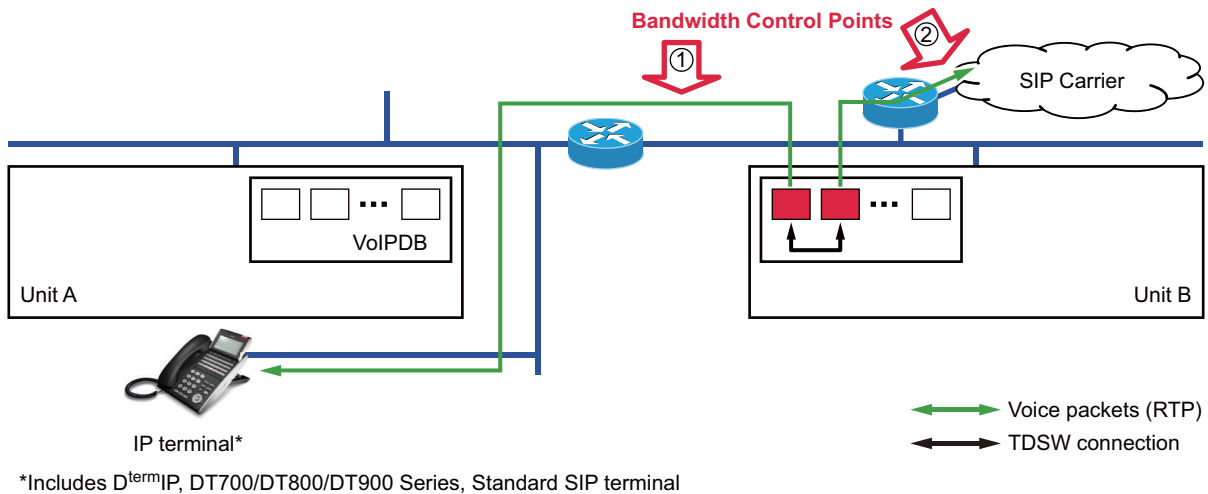 Bandwidth Control Points
①
②
SIP Carrier
VoIPDB
Unit A
Unit B
IP terminal*
Voice packets (RTP)
TDSW connection
*Includes DtermIP, DT700/DT800/DT900 Series, Standard SIP terminal